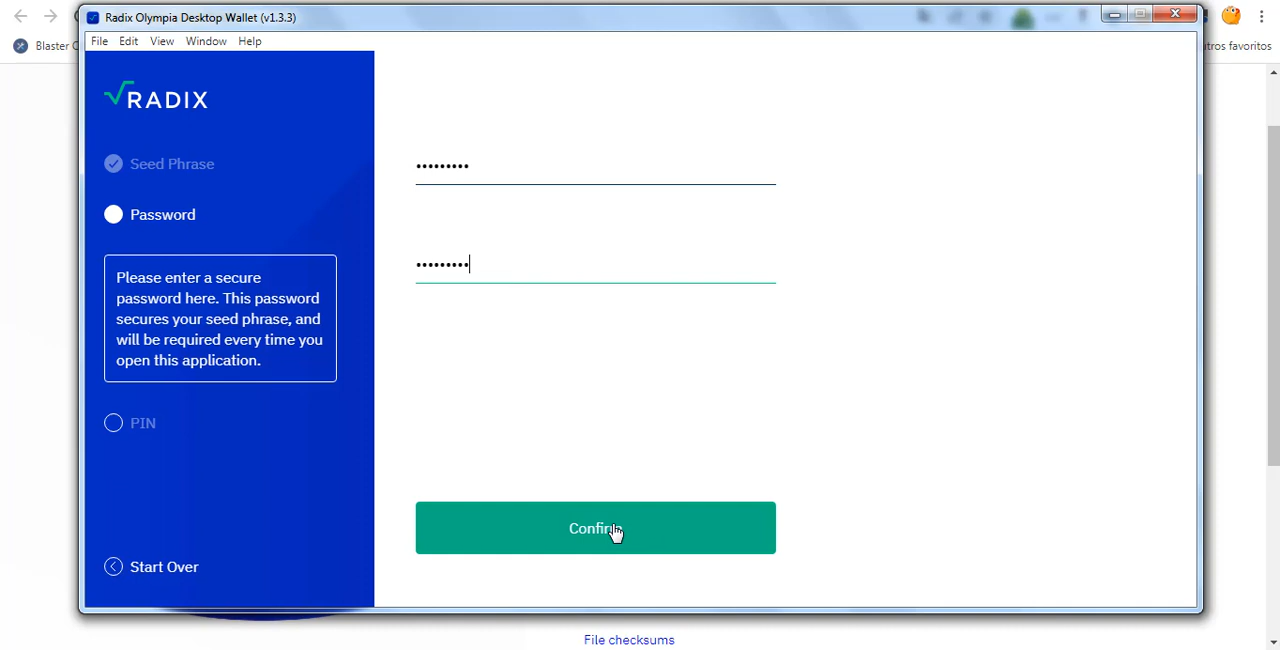 Radix Olympia Desktop Wallet (v1.3.3)
Blaster
tros favoritos
File Edit View Window Help
RADIX
Seed Phrase
Password
Please enter a secure
password here. This password
secures your seed phrase, and
will be required every time you
open this application.
PIN
Start Over
•••••••••
•••••••••
Confirm
File checksums